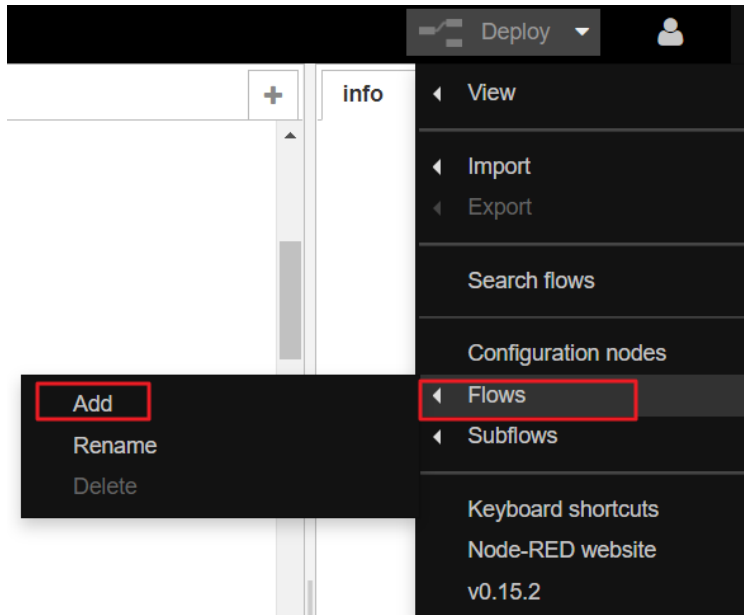 Deploy
+
info
View
Import
Export
Search flows
Configuration nodes
Flows
Subflows
Add
Rename
Delete
Keyboard shortcuts
Node-RED website
v0.15.2